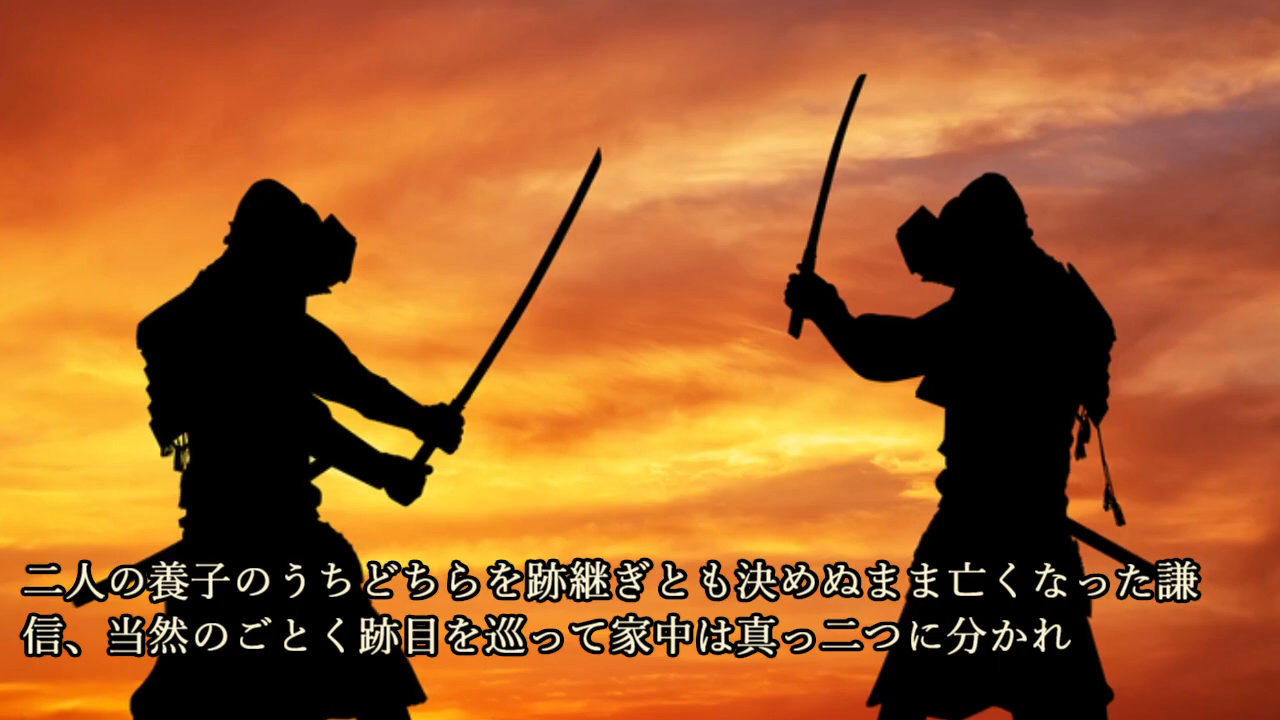 二人の養子のうちどちらを跡継ぎとも決めぬまま亡くなった謙
信、当然のごとく跡目を巡って家中は真っ二つに分かれ